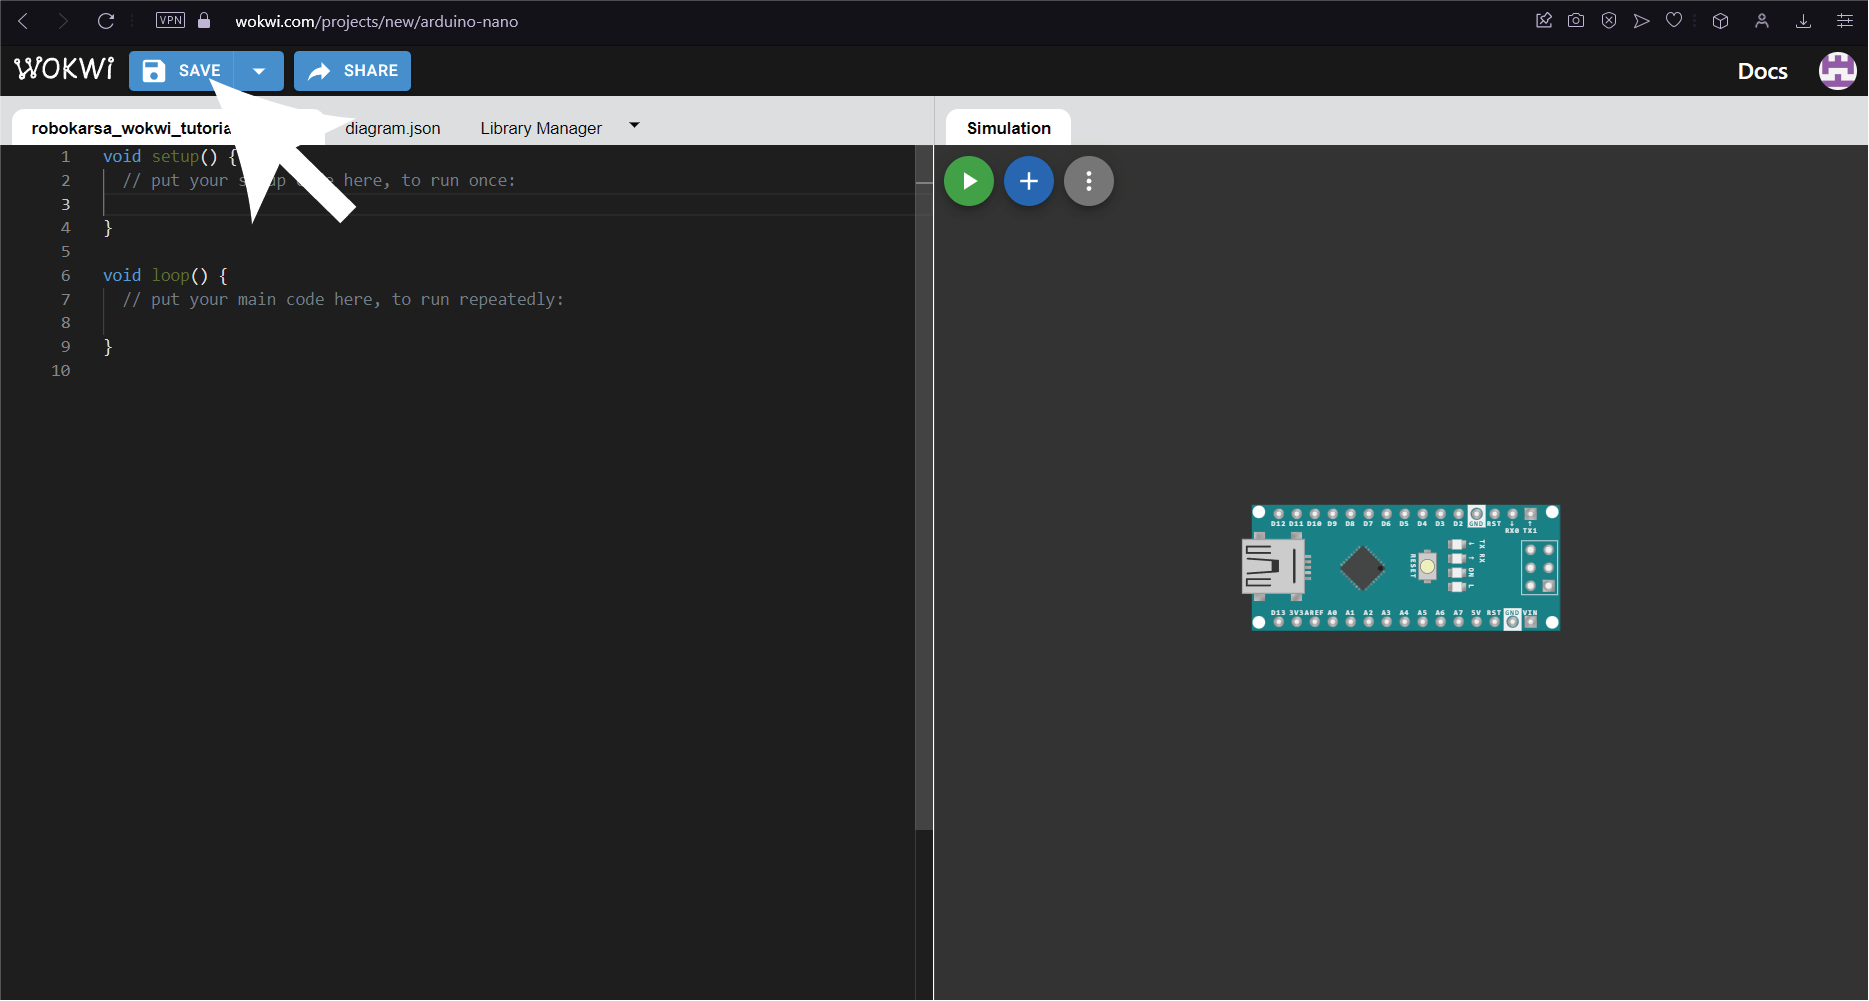 VPN
wokwi.com/projects/new/arduino-nano
WOKWi
SAVE
SHARE
Docs
robokarsa_wokwi_tutoria
diagram.json
Library Manager
Simulation
1 void setup() {
2 // put your s p e here, to run once:
3
4 }
5
6 void loop() {
7 // put your main code here, to run repeatedly:
8
9 }
10
D12 D11 D10 D9 D8 D7 D6 D5 D4 D3 D2 GND RST ↓ ↑
RX0 TX1
TX RX
ON L
RESET
D13 3V3 AREF A0 A1 A2 A3 A4 A5 A6 A7 5V RST GND VIN